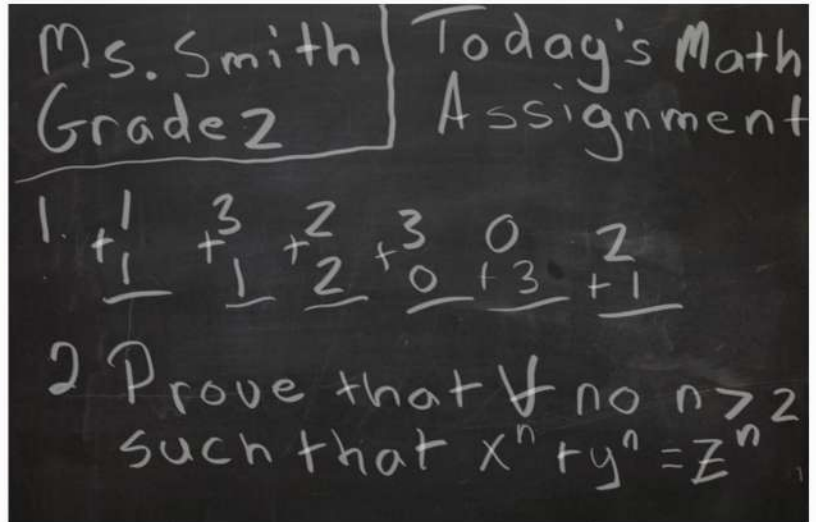 Ms. Smith
Grade 2
Today's Math
Assignment
1. 1 3 2 3 0 2
+1 +1 +2 +0 +3 +1
2 Prove that ∀ no n > 2
such that xⁿ + yⁿ = zⁿ